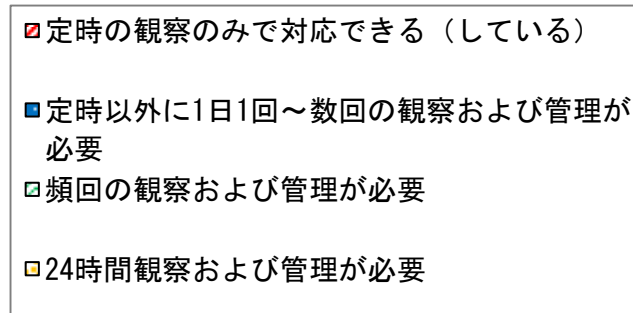 定時の観察のみで対応できる（している）
定時以外に1日1回～数回の観察および管理が
必要
頻回の観察および管理が必要
24時間観察および管理が必要